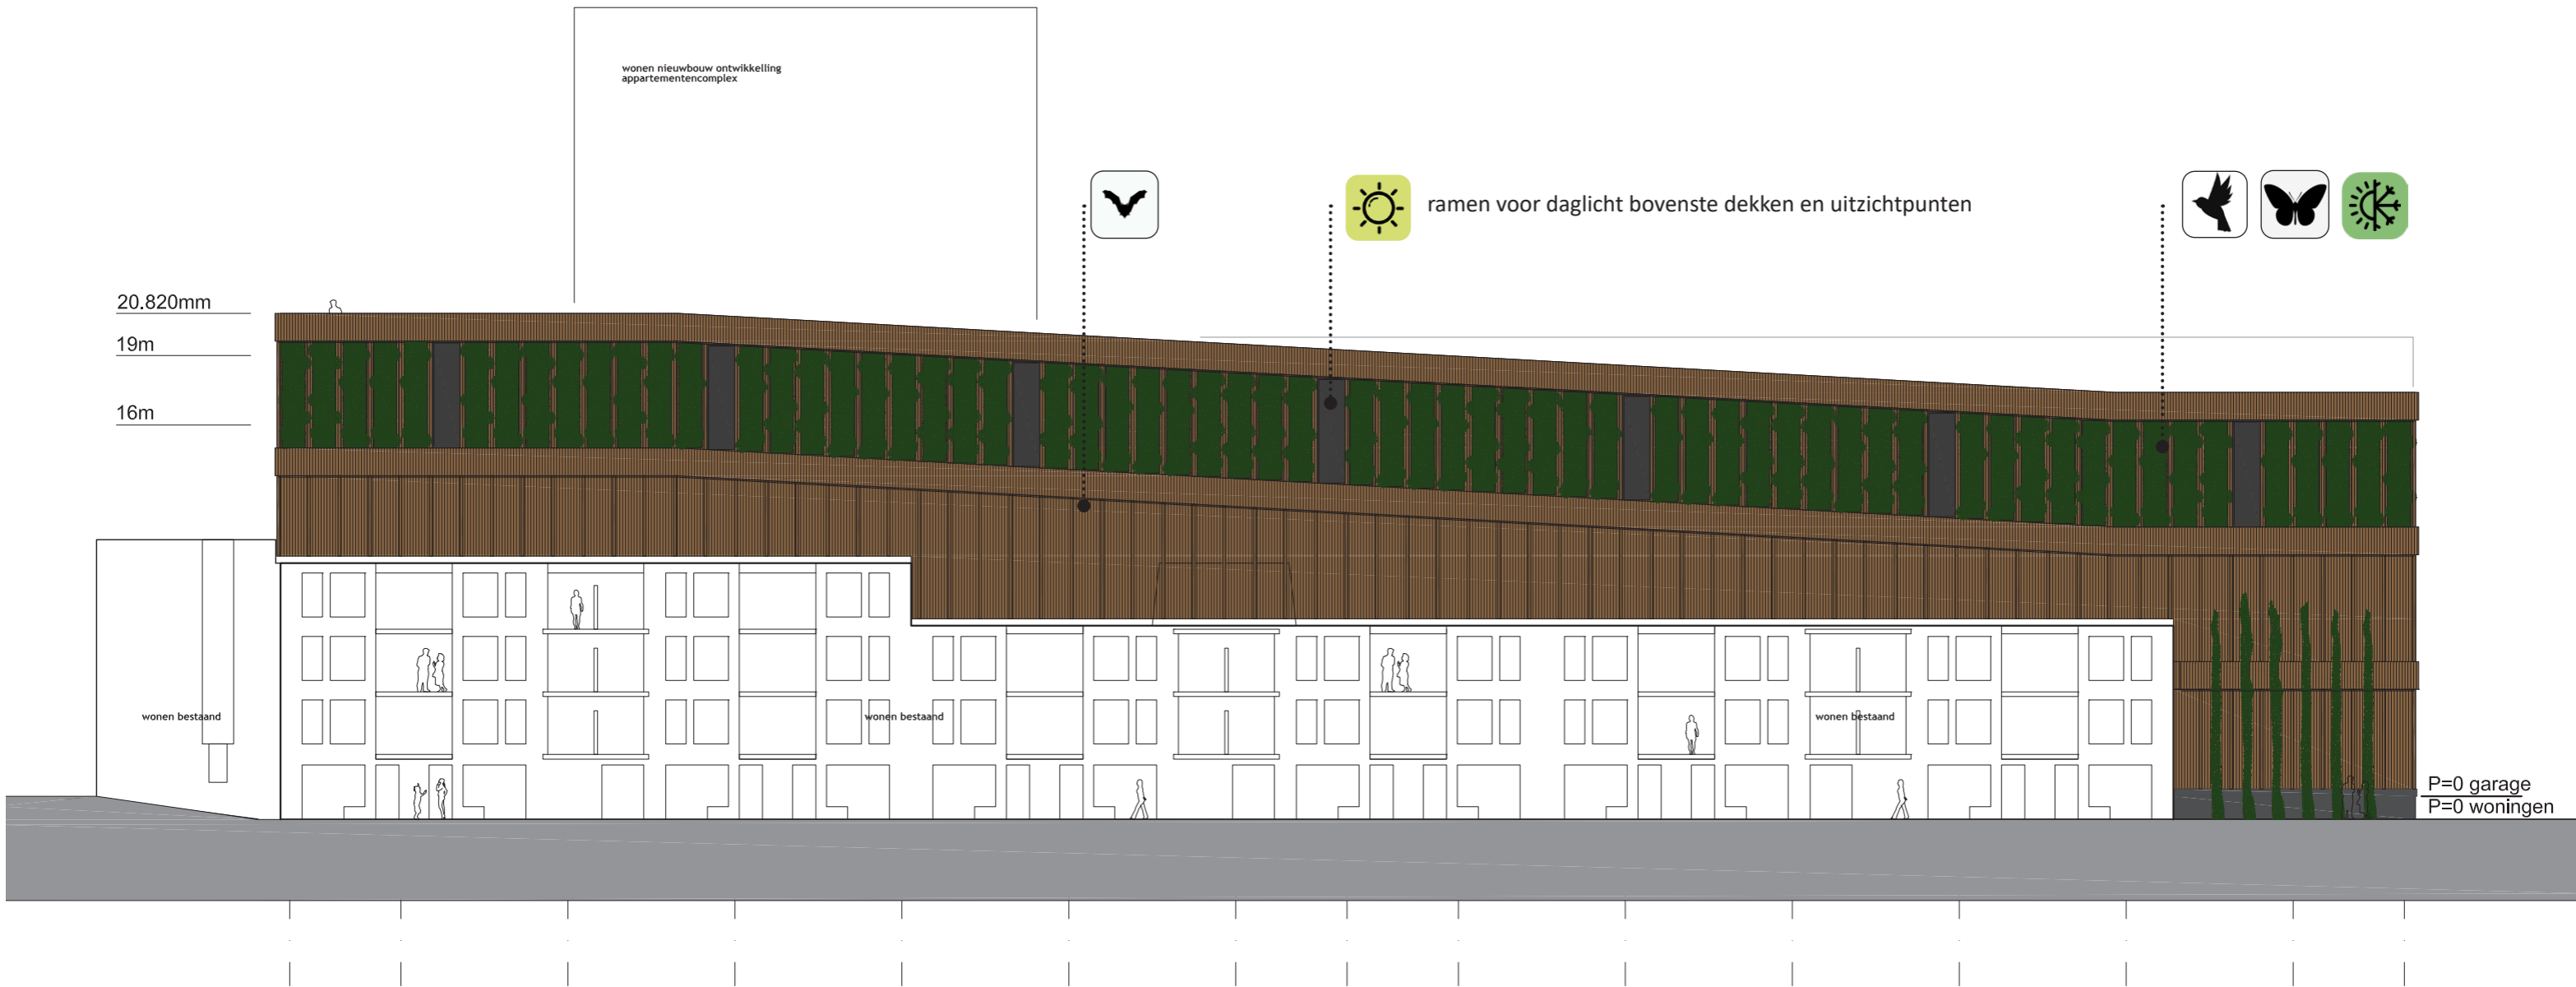 wonen nieuwbouw ontwikkelling
appartementencomplex
ramen voor daglicht bovenste dekken en uitzichtpunten
20.820mm
19m
16m
wonen bestaand
wonen bestaand
wonen bestaand
P=0 garage
P=0 woningen